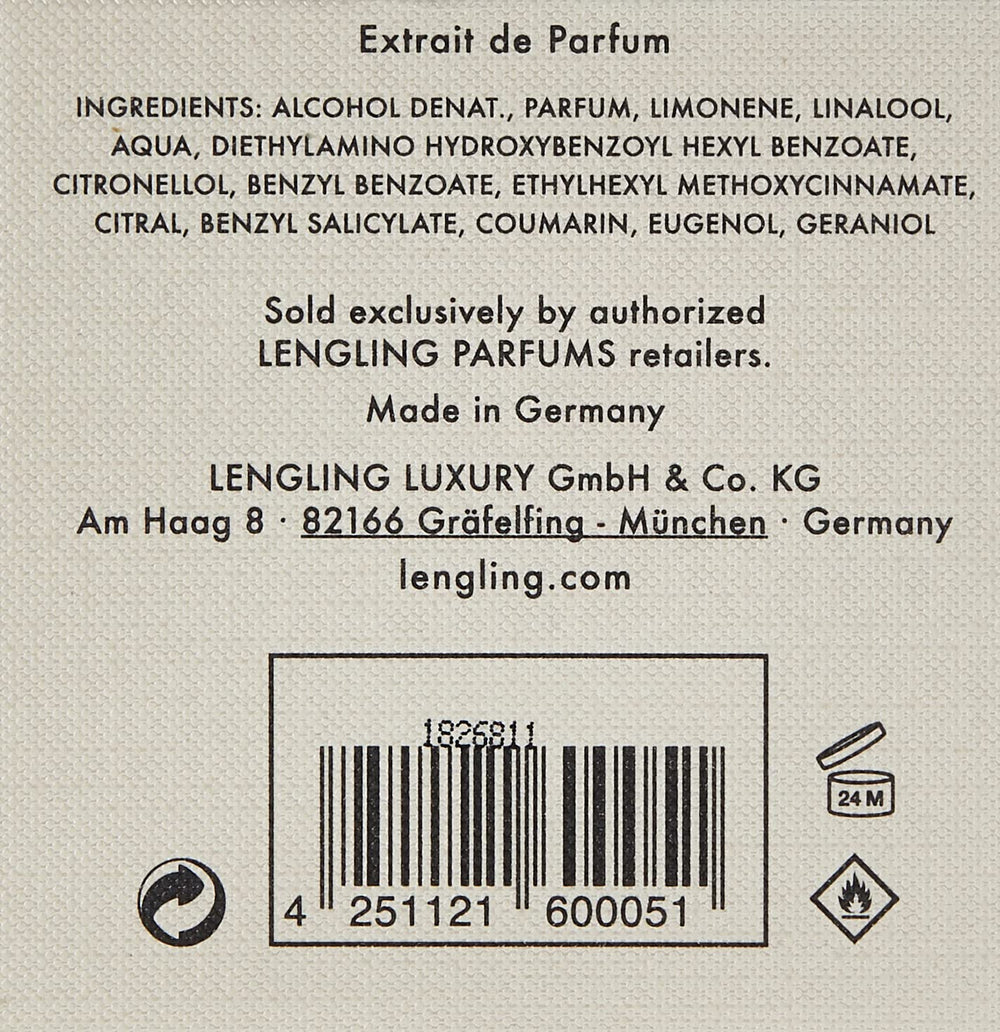 Extrait de Parfum
INGREDIENTS: ALCOHOL DENAT., PARFUM, LIMONENE, LINALOOL,
AQUA, DIETHYLAMINO HYDROXYBENZOYL HEXYL BENZOATE,
CITRONELLOL, BENZYL BENZOATE, ETHYLHEXYL METHOXYCINNAMATE,
CITRAL, BENZYL SALICYLATE, COUMARIN, EUGENOL, GERANIOL
Sold exclusively by authorized
LENGLING PARFUMS retailers.
Made in Germany
LENGLING LUXURY GmbH & Co. KG
Am Haag 8 · 82166 Gräfelfing - München · Germany
lengling.com
1826811
24 M
4 251121 600051